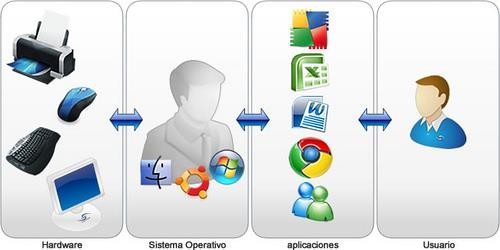 Hardware
Sistema Operativo
aplicaciones
Usuario